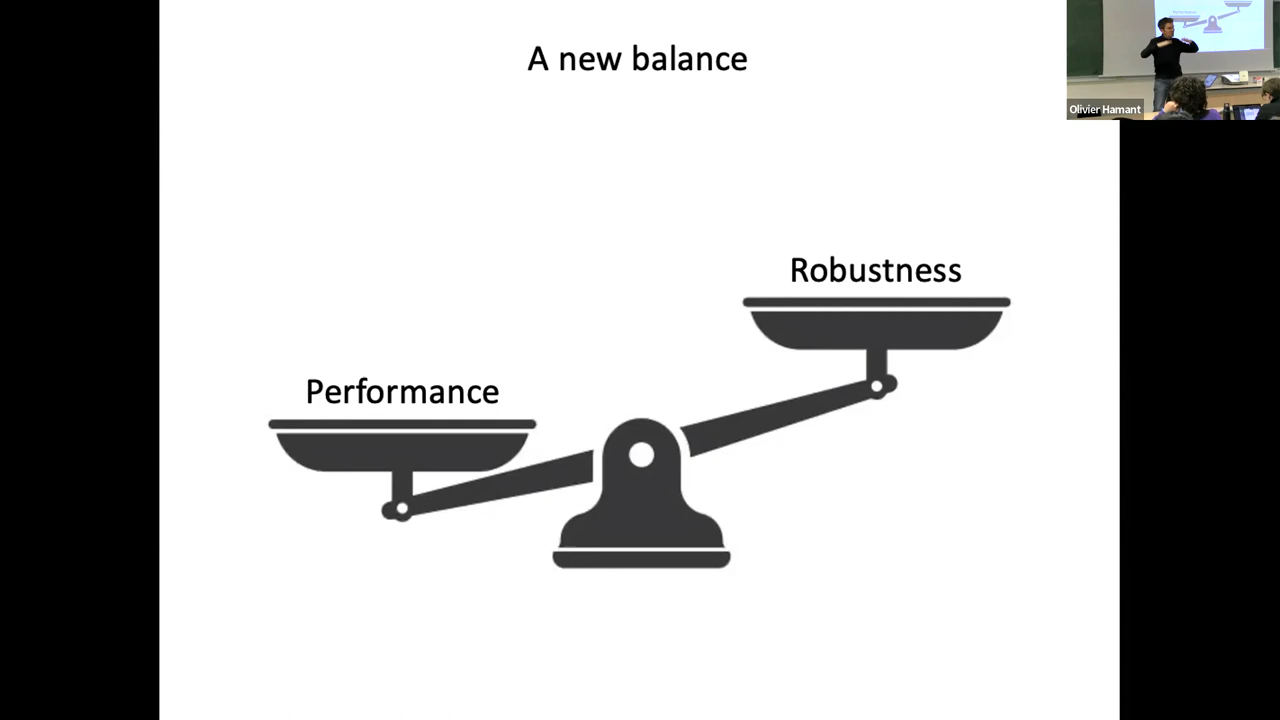 A new balance
Olivier Hamant
Robustness
Performance